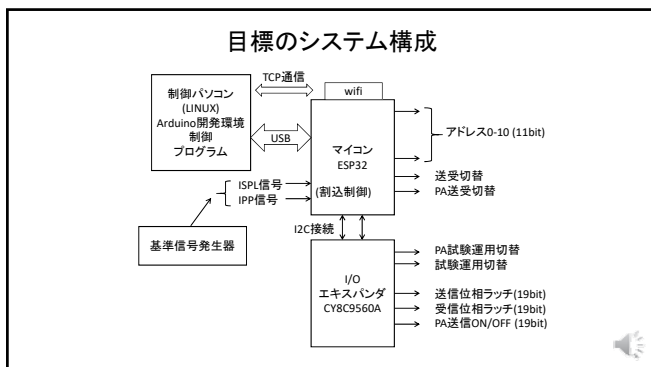 目標のシステム構成
TCP通信
wifi
制御パソコン
(LINUX)
Arduino開発環境
制御
プログラム
USB
マイコン
ESP32
(割込制御)
アドレス0-10 (11bit)
送受切替
PA送受切替
ISPL信号
IPP信号
基準信号発生器
I2C接続
I/O
エキスパンダ
CY8C9560A
PA試験運用切替
試験運用切替
送信位相ラッチ(19bit)
受信位相ラッチ(19bit)
PA送信ON/OFF (19bit)